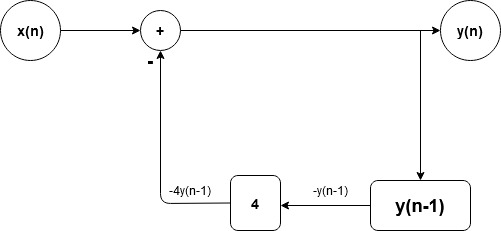 x(n)
+
y(n)
-
-4y(n-1)
4
-y(n-1)
y(n-1)